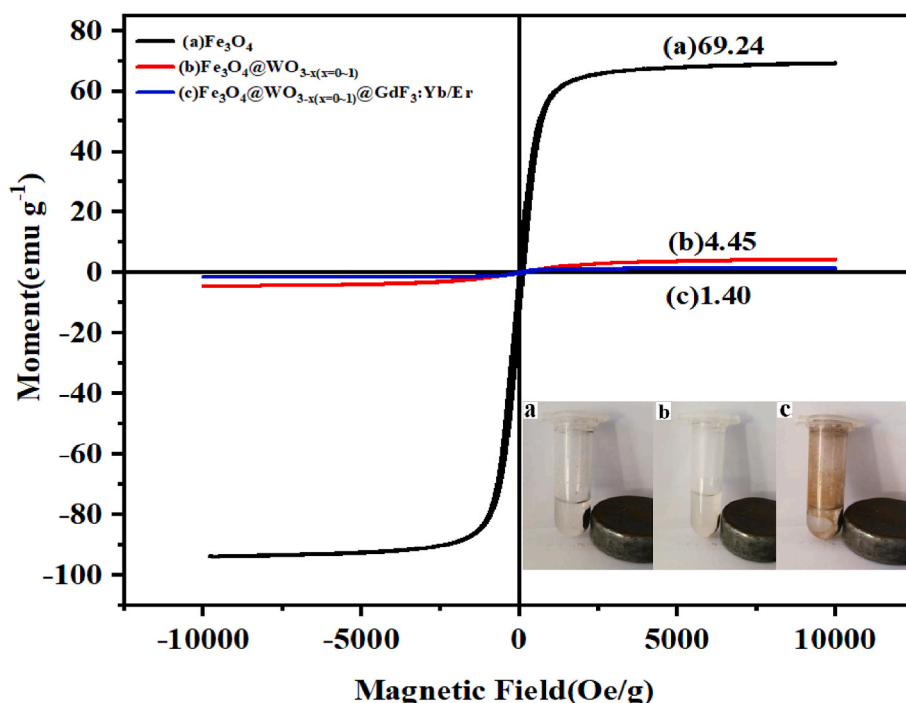 80
60
40
20
0
-20
-40
-60
-80
-100
Moment(emu g⁻¹)
(a)Fe₃O₄
(b)Fe₃O₄@WO₃₋ₓ₍ₓ₌₀~₁₎
(c)Fe₃O₄@WO₃₋ₓ₍ₓ₌₀~₁₎@GdF₃:Yb/Er
(a)69.24
(b)4.45
(c)1.40
a b c
-10000 -5000 0 5000 10000
Magnetic Field(Oe/g)